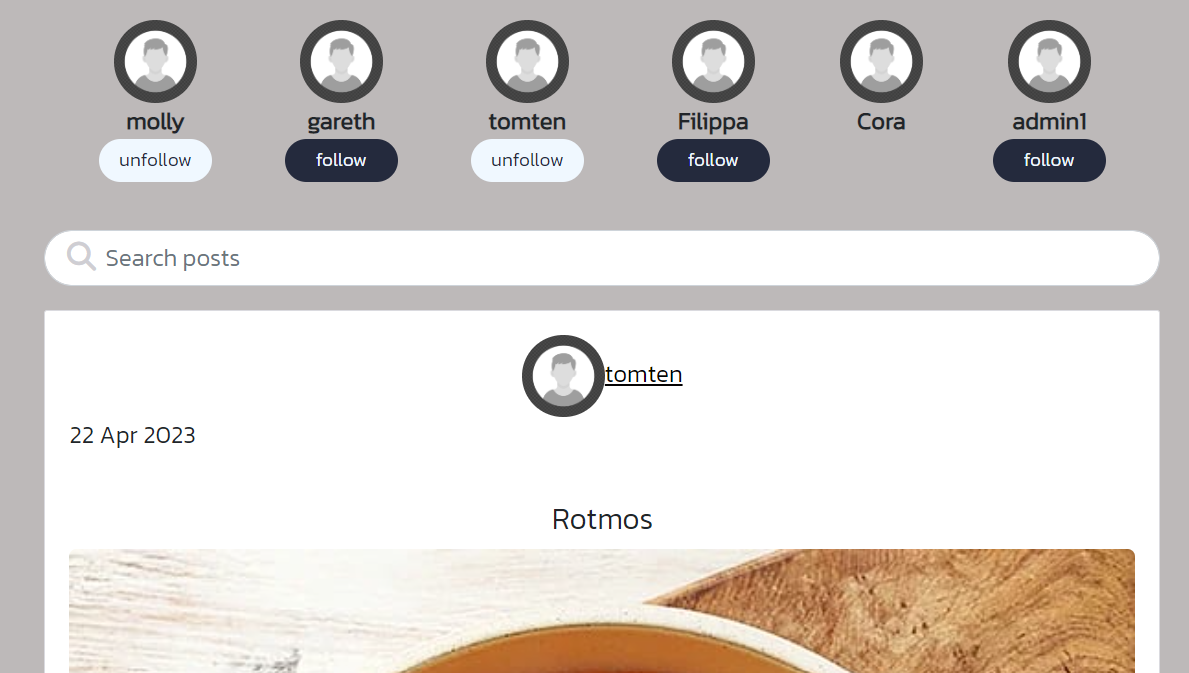 molly gareth tomten Filippa Cora admin1
unfollow follow unfollow follow follow
Search posts
tomten
22 Apr 2023
Rotmos